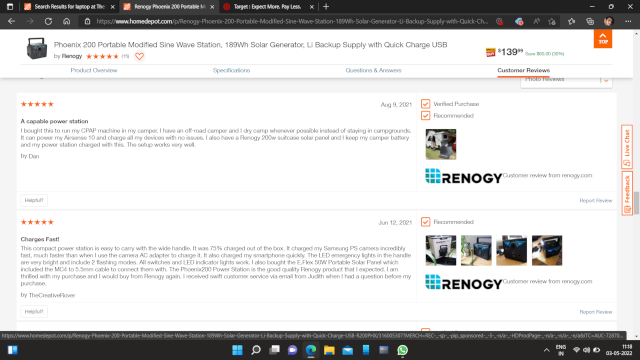 Search Results for laptop at The
Renogy Phoenix 200 Portable M
Target : Expect More. Pay Less.
https://www.homedepot.com/p/Renogy-Phoenix-200-Portable-Modified-Sine-Wave-Station-189Wh-Solar-Generator-Li-Backup-Supply-with-Quick-Ch...
Phoenix 200 Portable Modified Sine Wave Station, 189Wh Solar Generator, Li Backup Supply with Quick Charge USB
by Renogy
$139⁹⁹
Save $60.00 (30%)
TOP
Product Overview
Specifications
Questions & Answers
Customer Reviews
Photo Reviews
Aug 9, 2021
Verified Purchase
Recommended
A capable power station
I bought this to run my CPAP machine in my camper. I have an off-road camper and I dry camp whenever possible instead of staying in campgrounds.
It can power my Airsense 10 and charge all my devices with no issues. I also have a Renogy 200w suitcase solar panel and I keep my camper battery
and my power station charged with this. The setup works very well.
by Dan
RENOGY
Customer review from renogy.com
Helpful?
Report Review
Live Chat
Feedback
Jun 12, 2021
Recommended
Charges Fast!
This compact power station is easy to carry with the wide handle. It was 75% charged out of the box. It charged my Samsung PS camera incredibly
fast, much faster than when I use the camera AC adapter to charge it. It also charged my smartphone quickly. The LED emergency lights in the handle
are very bright and include 2 flashing modes. All switches and LED indicator lights work. I also bought the E.Flex 50W Portable Solar Panel which
included the MC4 to 5.5mm cable to connect them with. The Phoenix200 Power Station is the good quality Renogy product that I expected. I am
thrilled with my purchase and I would buy from Renogy again. I received swift customer service via email from Judith when I had a question before my
purchase.
by TheCreativeRover
RENOGY
Customer review from renogy.com
Helpful?
Report Review
ENG
IN
11:18
03-05-2022